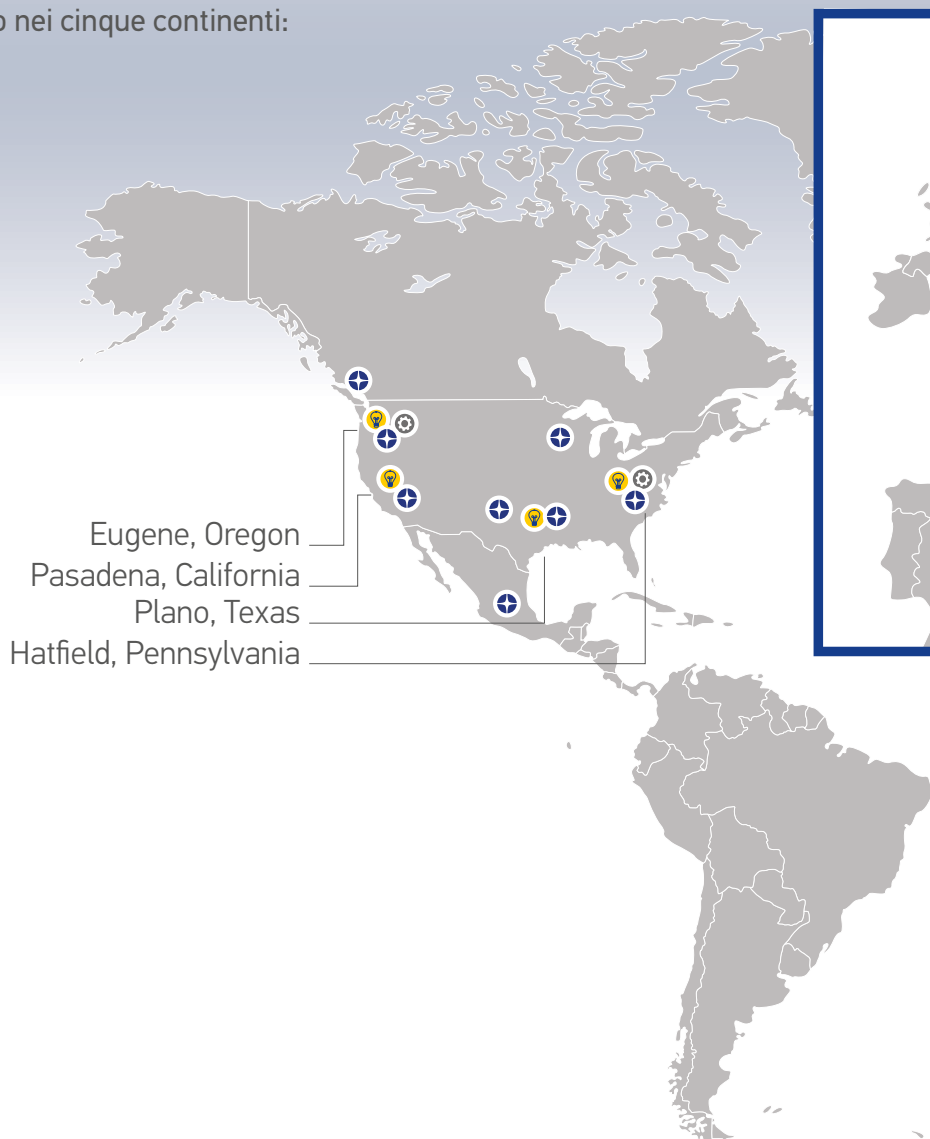 o nei cinque continenti:
Eugene, Oregon
Pasadena, California
Plano, Texas
Hatfield, Pennsylvania